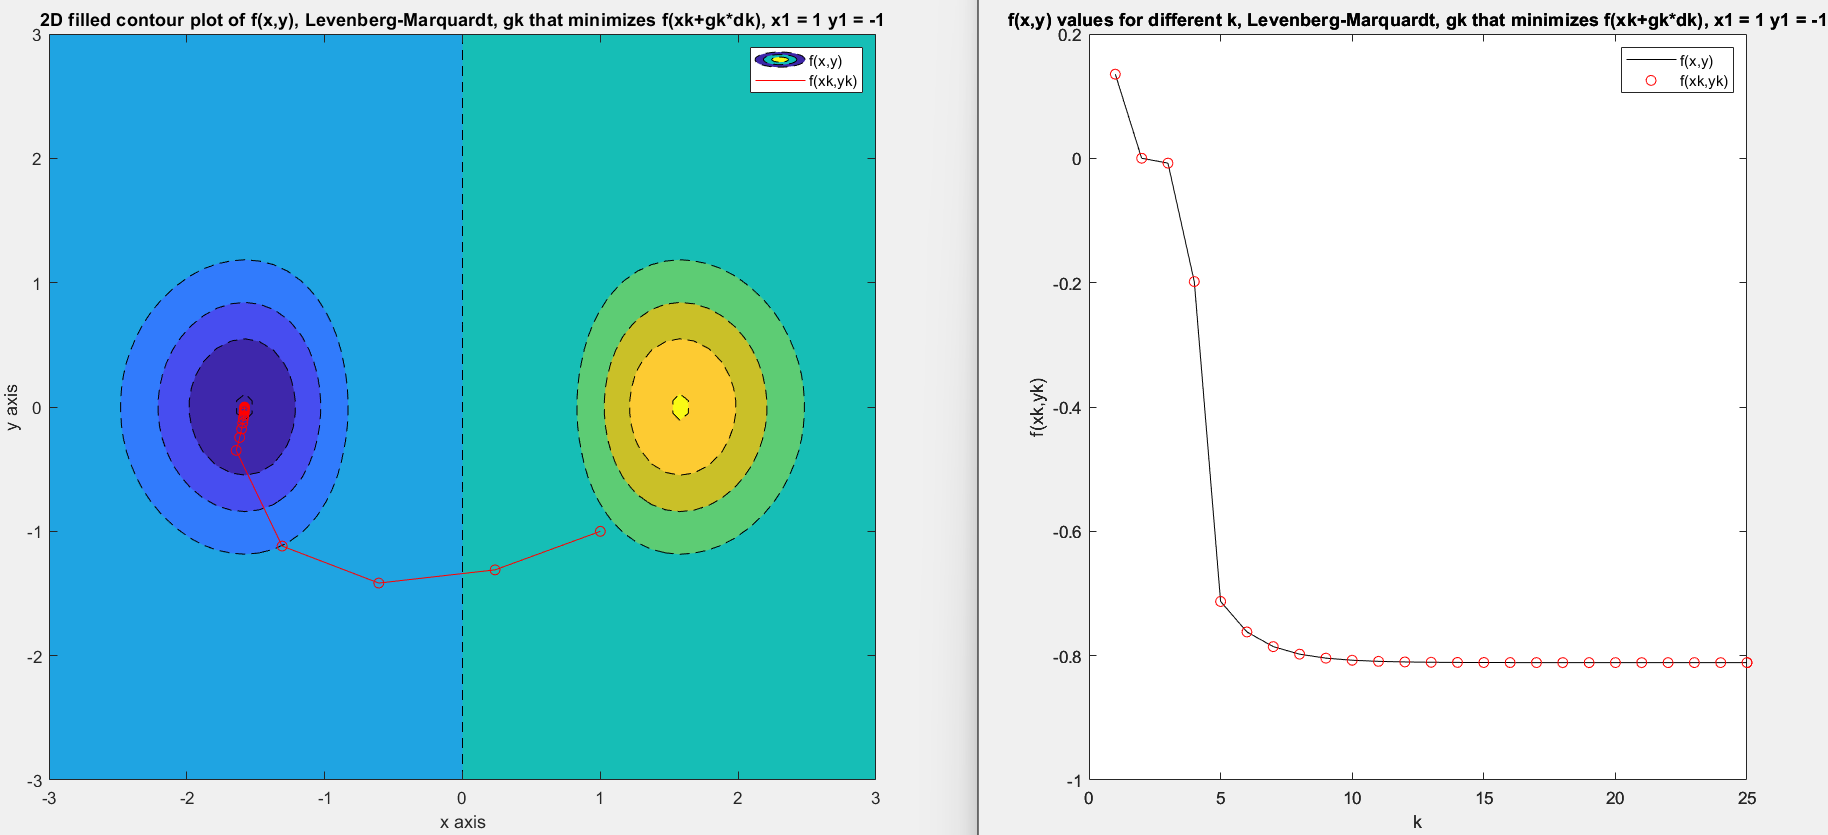 2D filled contour plot of f(x,y), Levenberg-Marquardt, gk that minimizes f(xk+gk*dk), x1 = 1 y1 = -1
f(x,y)
f(xk,yk)
3
2
1
0
-1
-2
-3
y axis
-3
-2
-1
0
1
2
3
x axis
f(x,y) values for different k, Levenberg-Marquardt, gk that minimizes f(xk+gk*dk), x1 = 1 y1 = -1
f(x,y)
f(xk,yk)
0.2
0
-0.2
-0.4
-0.6
-0.8
-1
f(xk,yk)
0
5
10
15
20
25
k